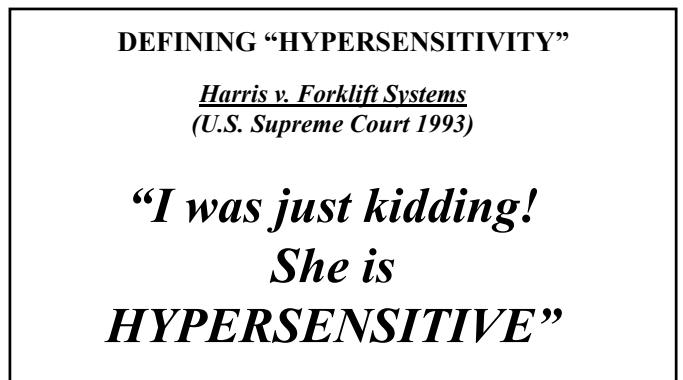 DEFINING “HYPERSENSITIVITY”
Harris v. Forklift Systems
(U.S. Supreme Court 1993)
“I was just kidding!
She is
HYPERSENSITIVE”